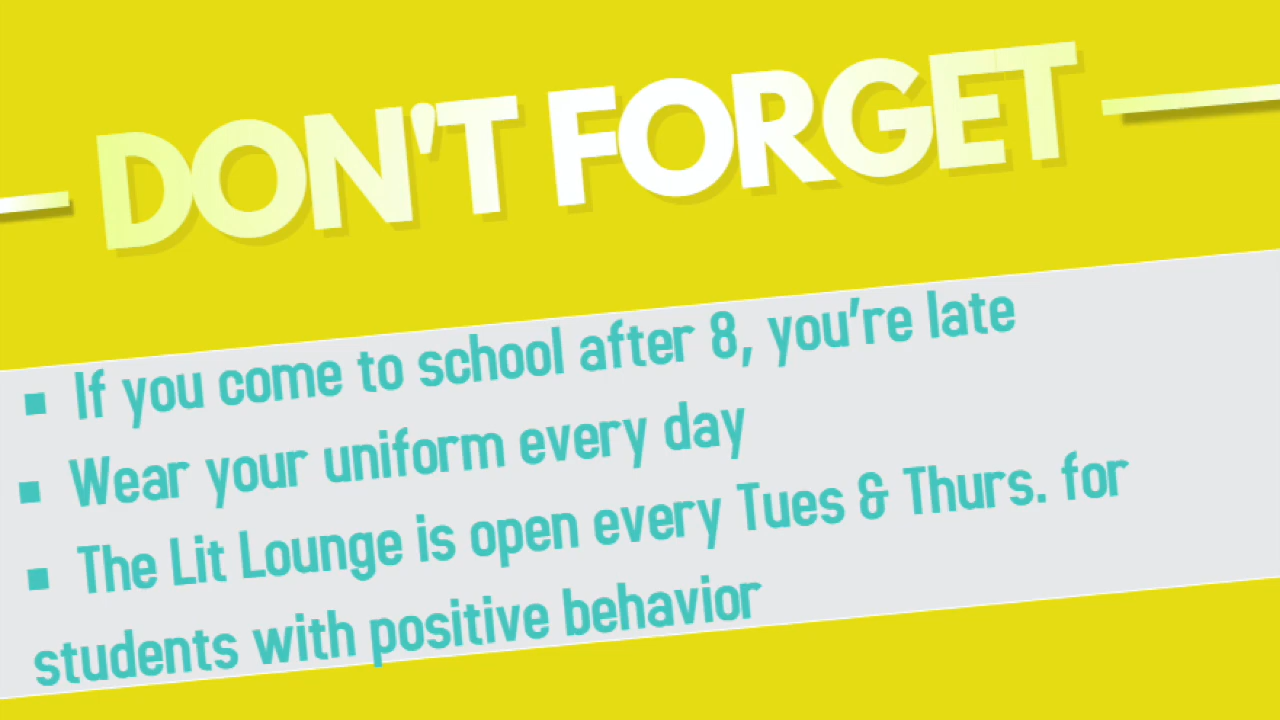 DON'T FORGET
▪ If you come to school after 8, you're late
▪ Wear your uniform every day
▪ The Lit Lounge is open every Tues & Thurs. for
students with positive behavior